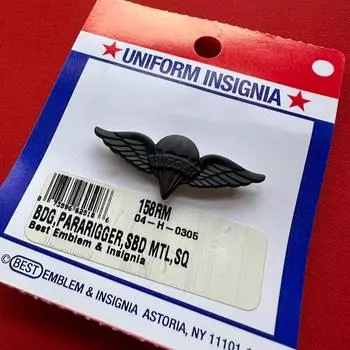 UNIFORM INSIGNIA
RIGGER
156RM
04-H-0305
BDG,PARARIGGER,SBD MTL,SQ
Best Emblem & Insignia
© BEST EMBLEM & INSIGNIA ASTORIA, NY 11101